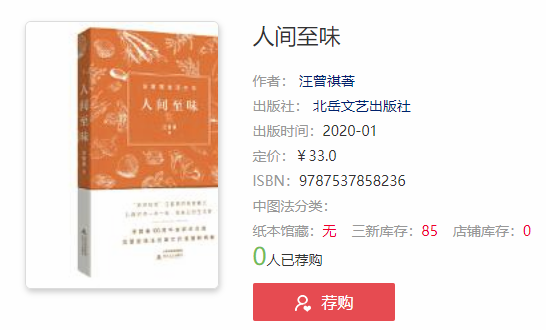 人间至味
人间至味
作者： 汪曾祺著
出版社： 北岳文艺出版社
出版时间：2020-01
定价：￥33.0
ISBN：9787537858236
中图法分类：
纸本馆藏：无 三新库存：85 店铺库存：0
0人已荐购
荐购